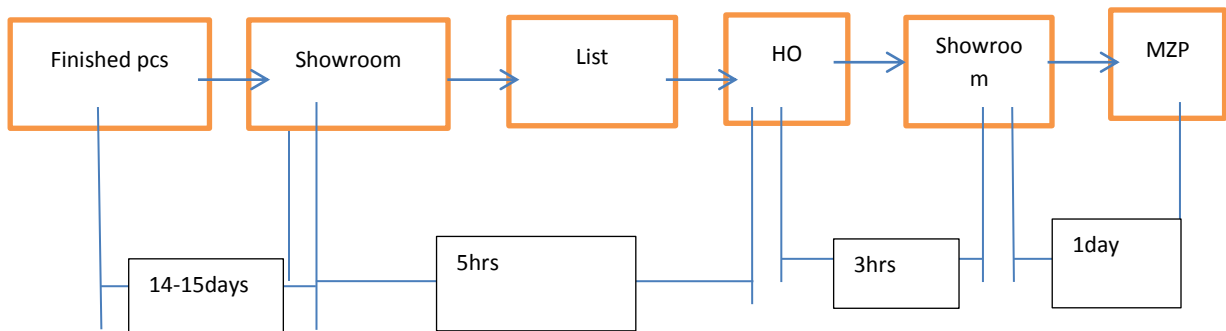 Finished pcs
Showroom
List
HO
Showroo
m
MZP
14-15days
5hrs
3hrs
1day